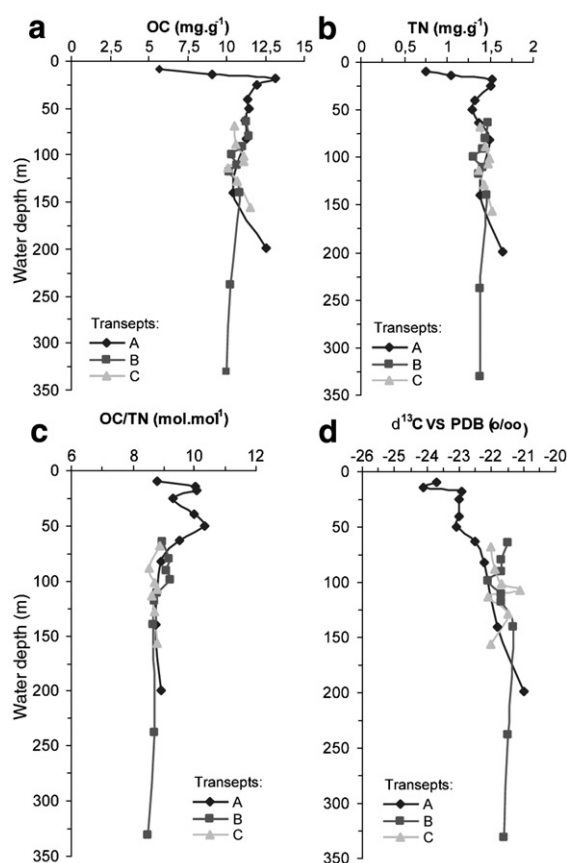 a
OC (mg.g-1)
0 2,5 5 7,5 10 12,5 15
0
50
100
150
200
250
300
350
Water depth (m)
Transepts:
A
B
C
b
TN (mg.g-1)
0 0,5 1 1,5 2
0
50
100
150
200
250
300
350
Transepts:
A
B
C
c
OC/TN (mol.mol1)
6 8 10 12
0
50
100
150
200
250
300
350
Water depth (m)
Transepts:
A
B
C
d
d13C VS PDB (o/oo)
-26 -25 -24 -23 -22 -21 -20
0
50
100
150
200
250
300
350
Transepts:
A
B
C